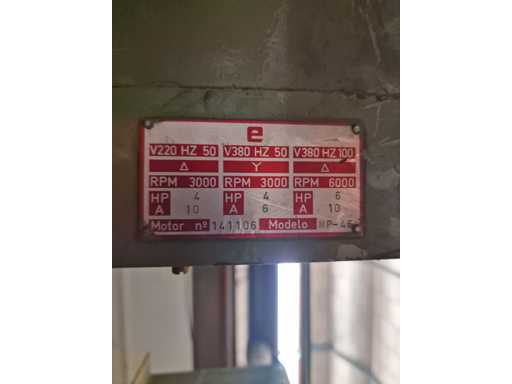 e
V220 HZ 50 V380 HZ 50 V380 HZ 100
Δ Y Δ
RPM 3000 RPM 3000 RPM 6000
HP 4 HP 4 HP 6
A 10 A 6 A 10
Motor nº 141106 Modelo